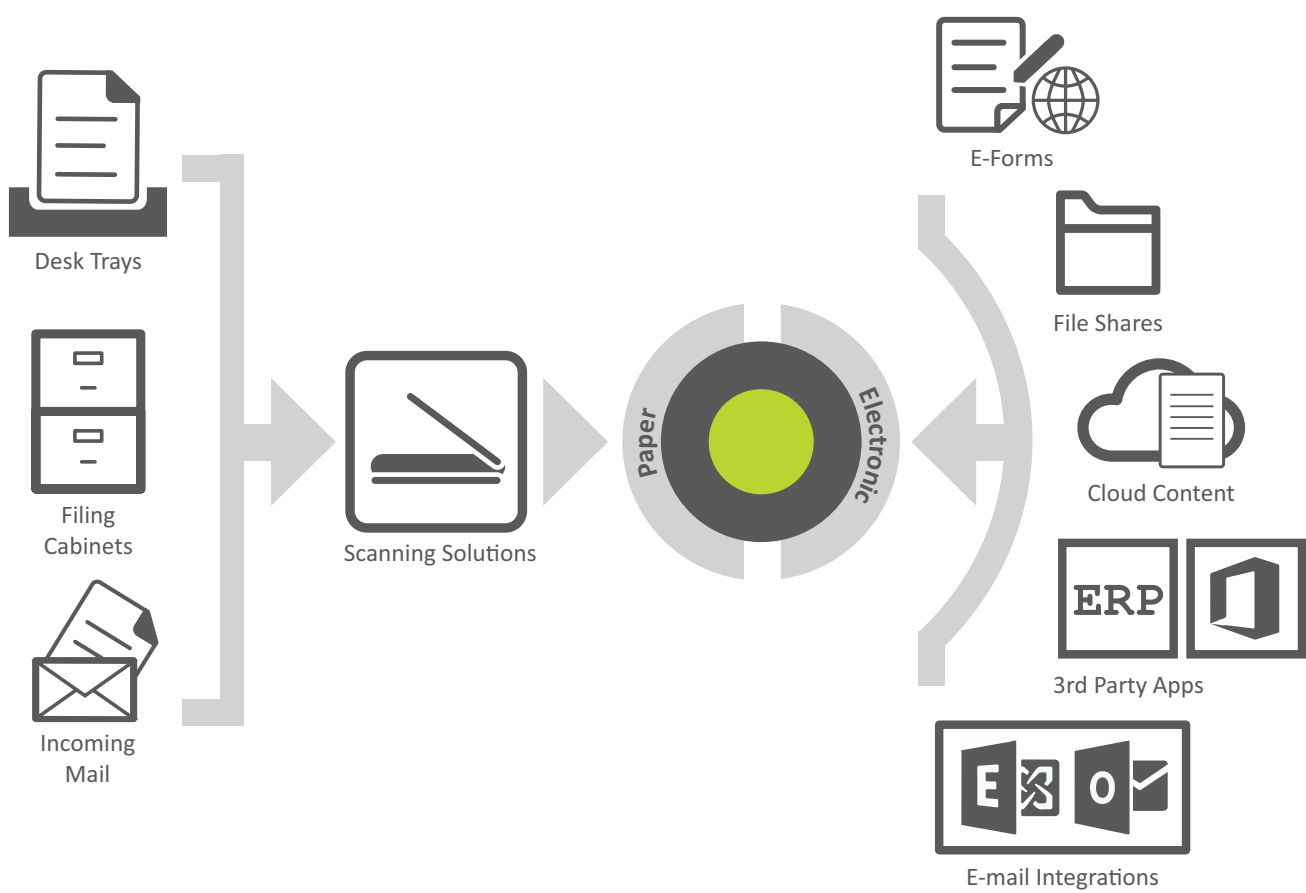 Desk Trays
Filing
Cabinets
Incoming
Mail
Scanning Solutions
Paper
Electronic
E-Forms
File Shares
Cloud Content
ERP
3rd Party Apps
E
O
E-mail Integrations